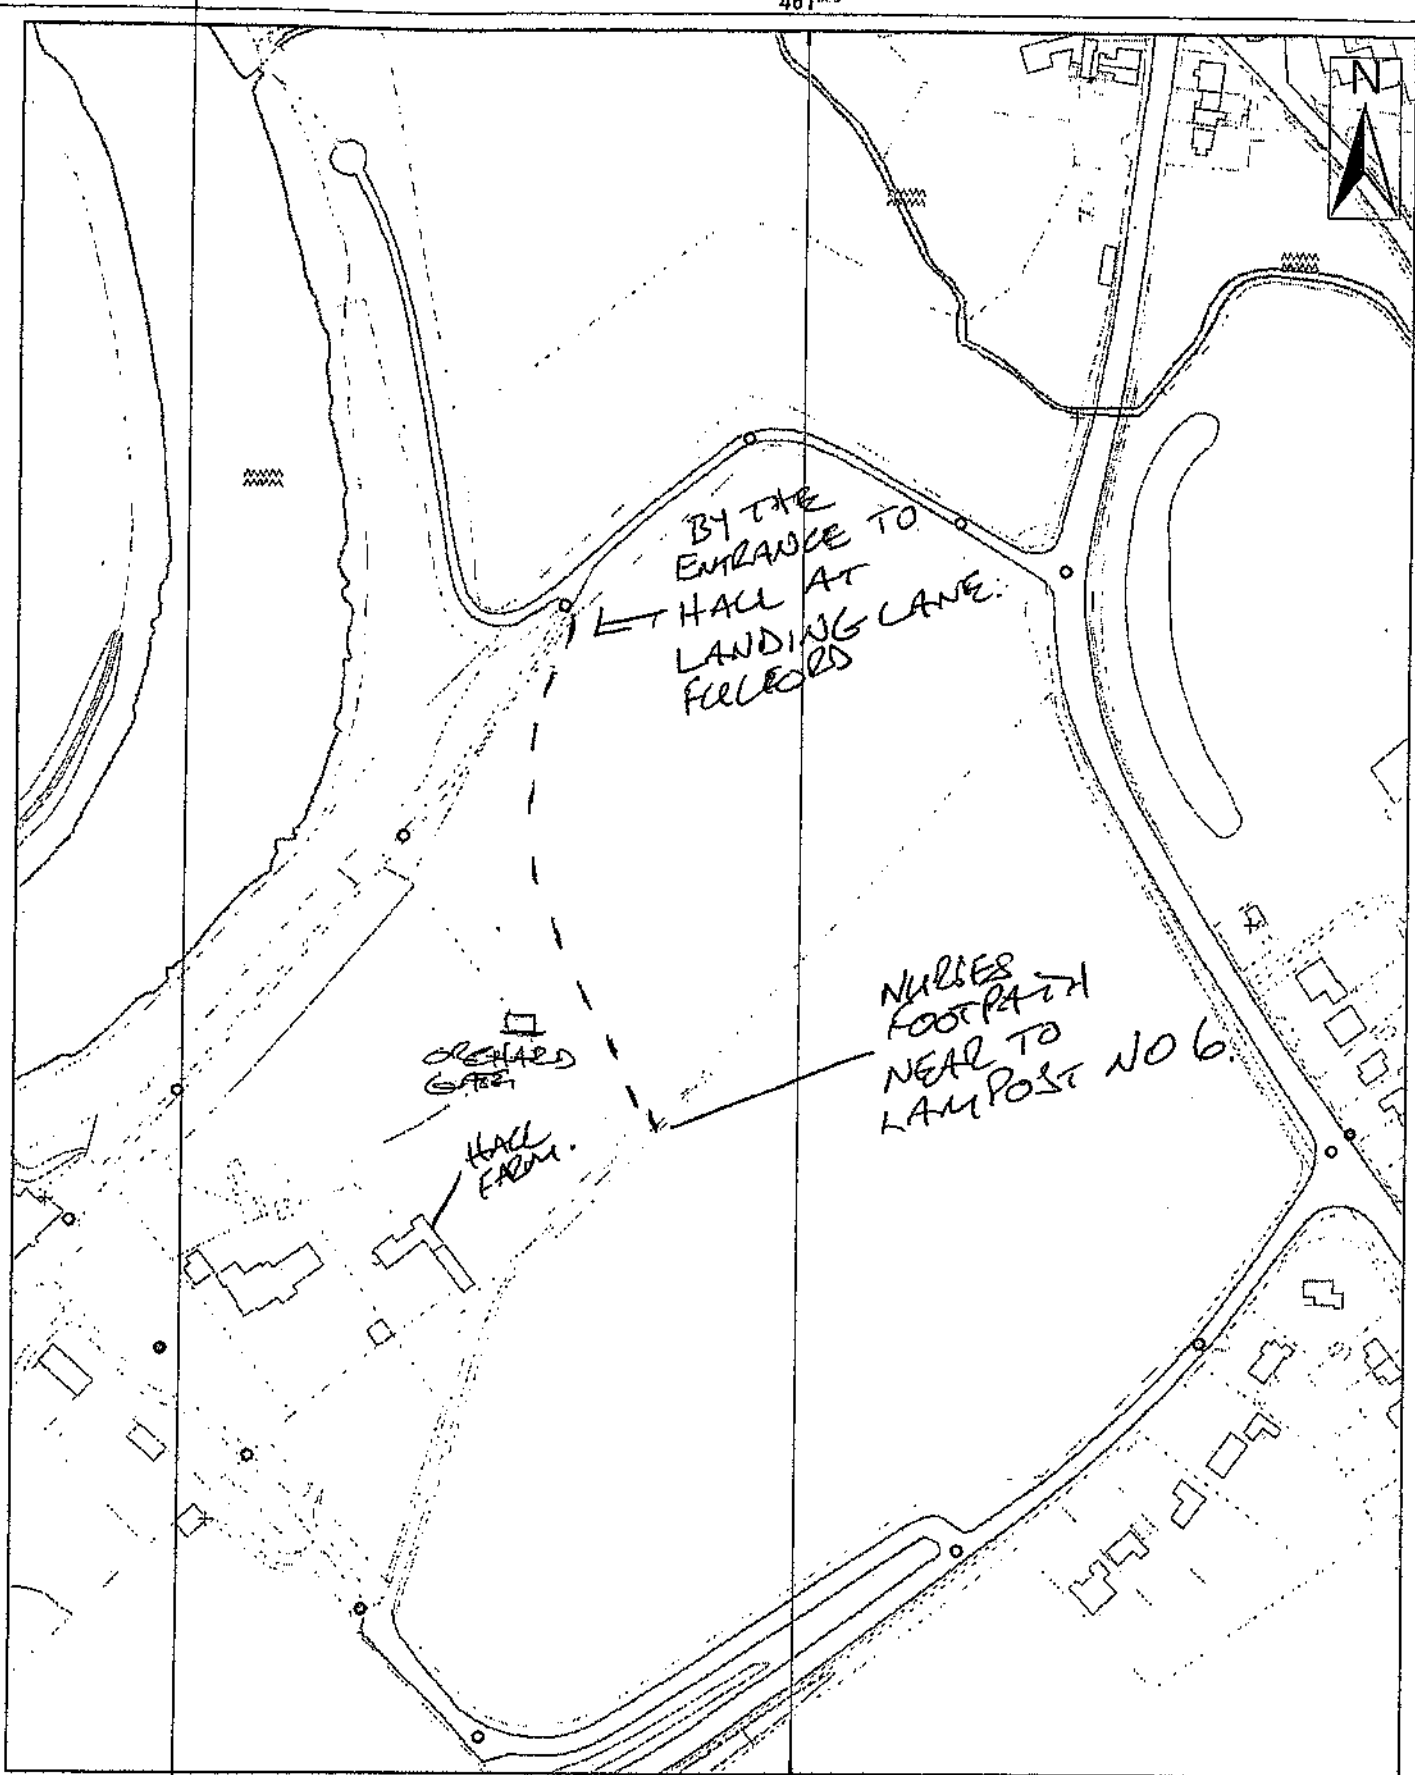 N
BY THE
ENTRANCE TO
HALL AT
LANDING LANE.
FULFORD
NURSES
FOOTPATH
NEAR TO
LAMPOST NO 6.
ORCHARD
HALL
FARM.